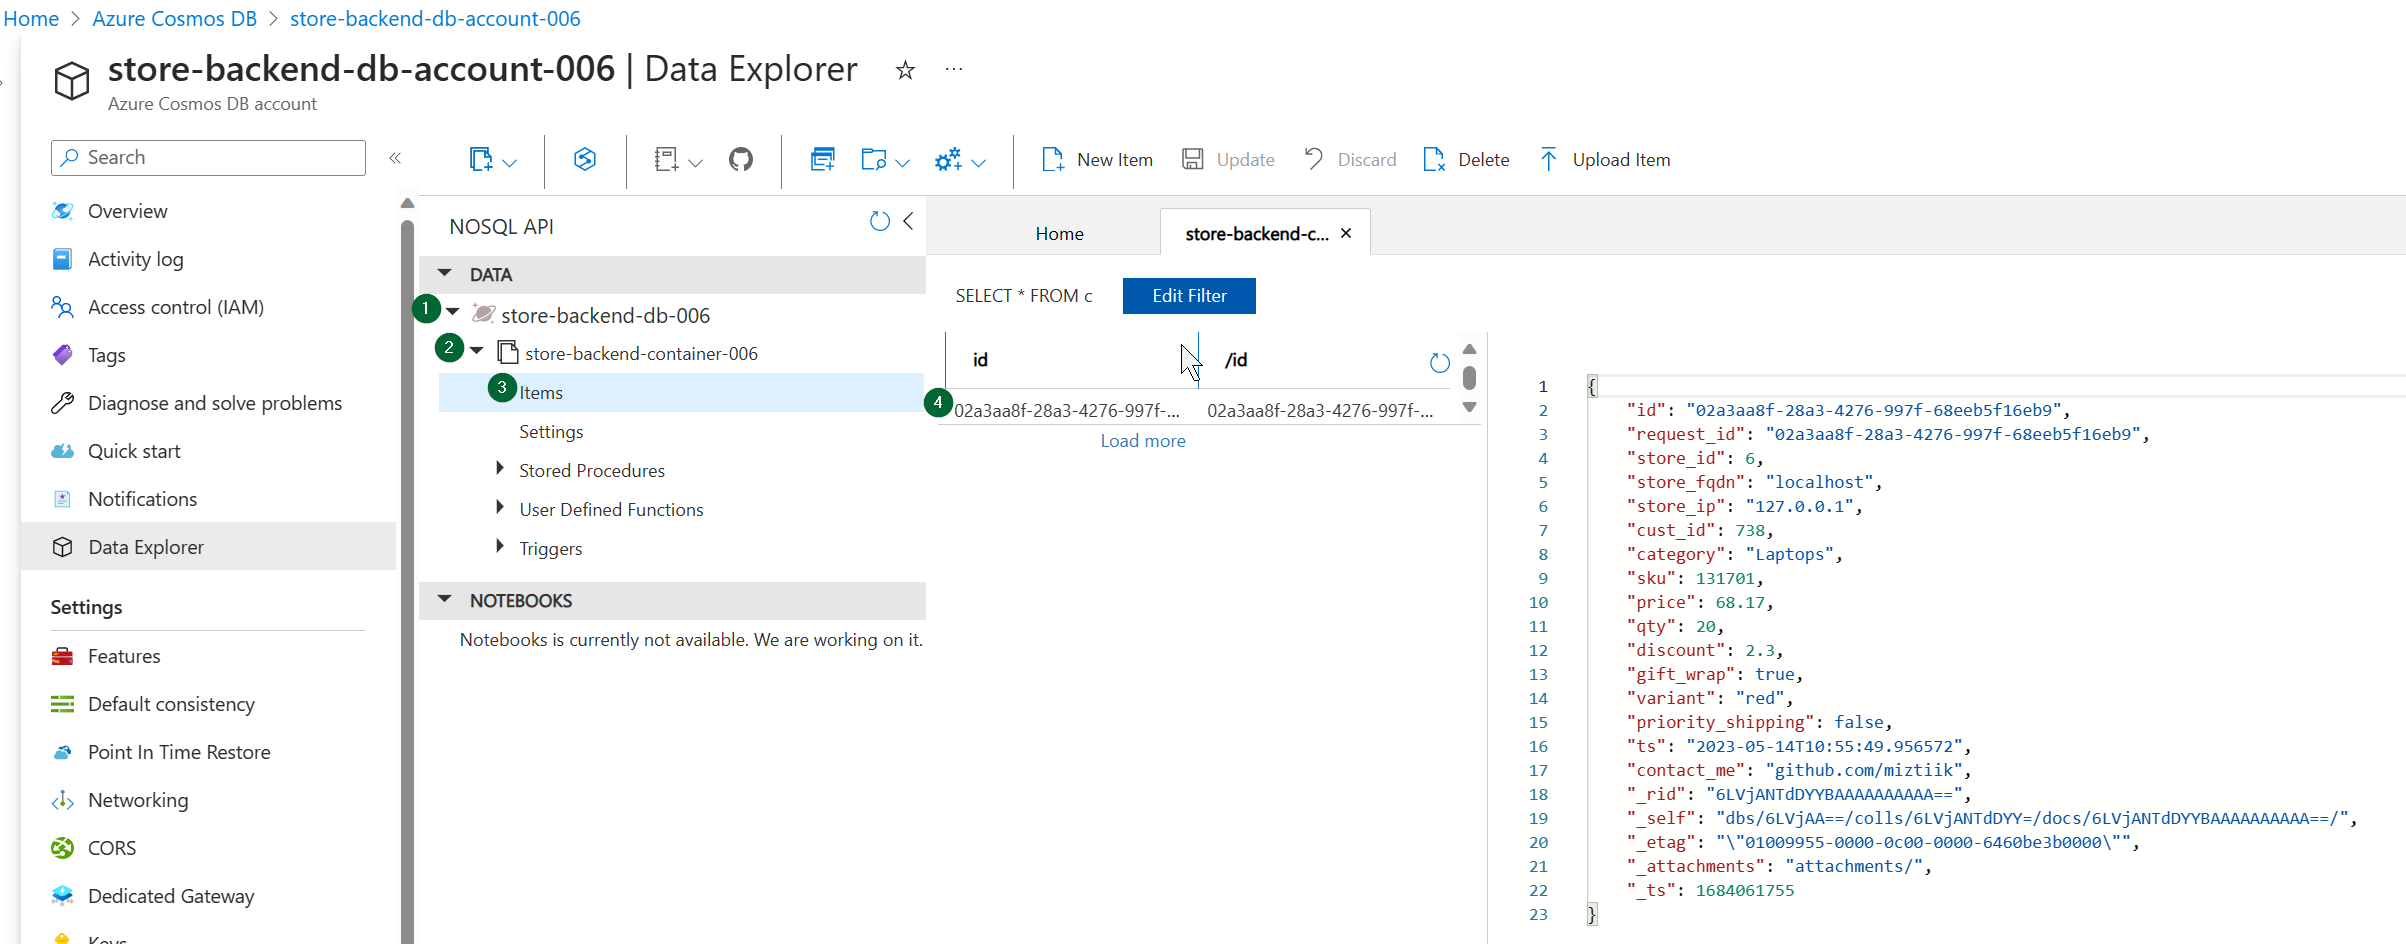 Home > Azure Cosmos DB > store-backend-db-account-006
store-backend-db-account-006 | Data Explorer ☆ ···
Azure Cosmos DB account
Search «
New Item Update Discard Delete Upload Item
Overview
Activity log
Access control (IAM)
Tags
Diagnose and solve problems
Quick start
Notifications
Data Explorer
Settings
Features
Default consistency
Point In Time Restore
Networking
CORS
Dedicated Gateway
Keys
NOSQL API
DATA
1 store-backend-db-006
2 store-backend-container-006
3 Items
Settings
Stored Procedures
User Defined Functions
Triggers
NOTEBOOKS
Notebooks is currently not available. We are working on it.
Home store-backend-c... ×
SELECT * FROM c Edit Filter
id /id
4 02a3aa8f-28a3-4276-997f-... 02a3aa8f-28a3-4276-997f-...
Load more
1 {
2 "id": "02a3aa8f-28a3-4276-997f-68eeb5f16eb9",
3 "request_id": "02a3aa8f-28a3-4276-997f-68eeb5f16eb9",
4 "store_id": 6,
5 "store_fqdn": "localhost",
6 "store_ip": "127.0.0.1",
7 "cust_id": 738,
8 "category": "Laptops",
9 "sku": 131701,
10 "price": 68.17,
11 "qty": 20,
12 "discount": 2.3,
13 "gift_wrap": true,
14 "variant": "red",
15 "priority_shipping": false,
16 "ts": "2023-05-14T10:55:49.956572",
17 "contact_me": "github.com/miztiik",
18 "_rid": "6LVjANTdDYYBAAAAAAAAAA==",
19 "_self": "dbs/6LVjAA==/colls/6LVjANTdDYY=/docs/6LVjANTdDYYBAAAAAAAAAA==/",
20 "_etag": "\"01009955-0000-0c00-0000-6460be3b0000\"",
21 "_attachments": "attachments/",
22 "_ts": 1684061755
23 }